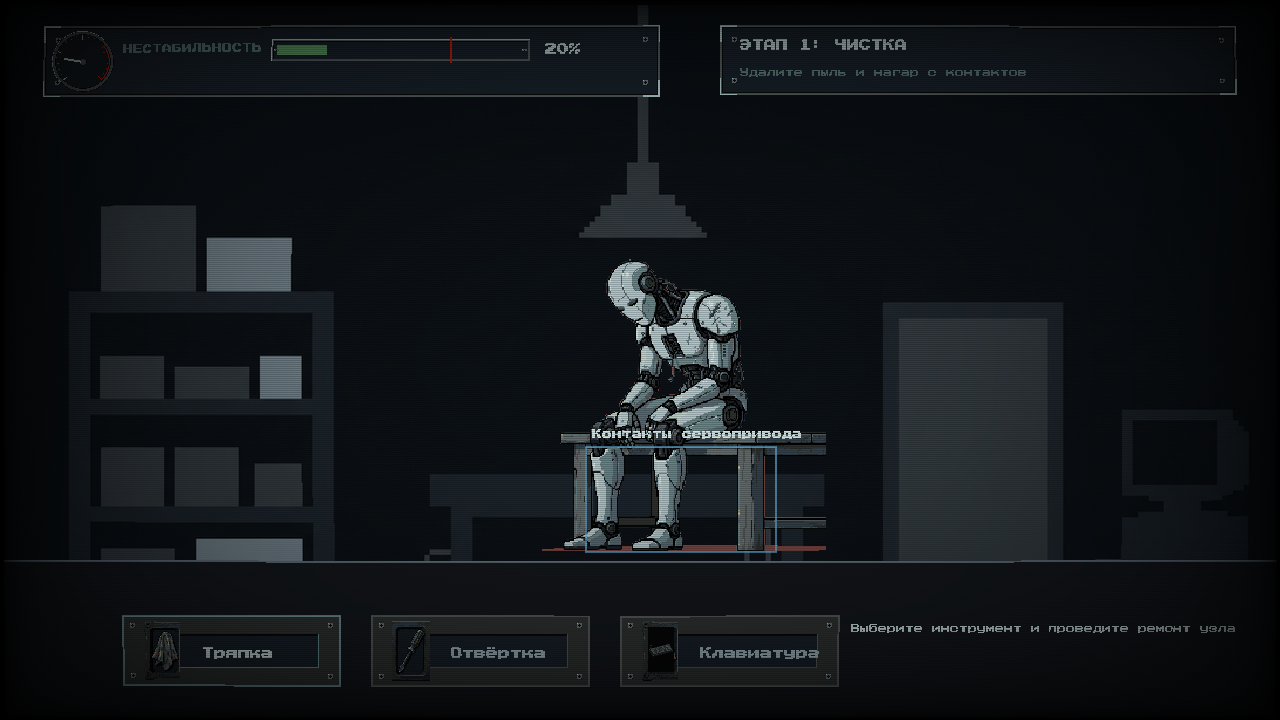 НЕСТАБИЛЬНОСТЬ
20%
ЭТАП 1: ЧИСТКА
Удалите пыль и нагар с контактов
Контакты сервопривода
Тряпка
Отвёртка
Клавиатура
Выберите инструмент и проведите ремонт узла